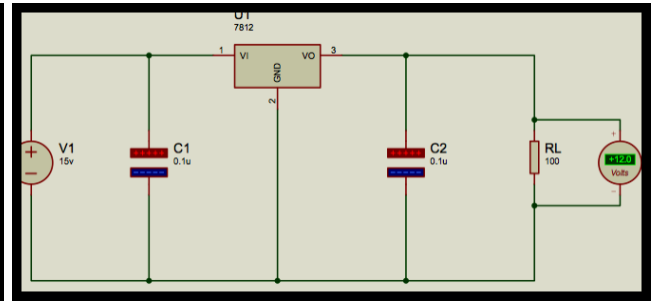 U1
7812
1
VI
VO
3
GND
2
V1
15v
C1
0.1u
C2
0.1u
RL
100
+12.0
Volts